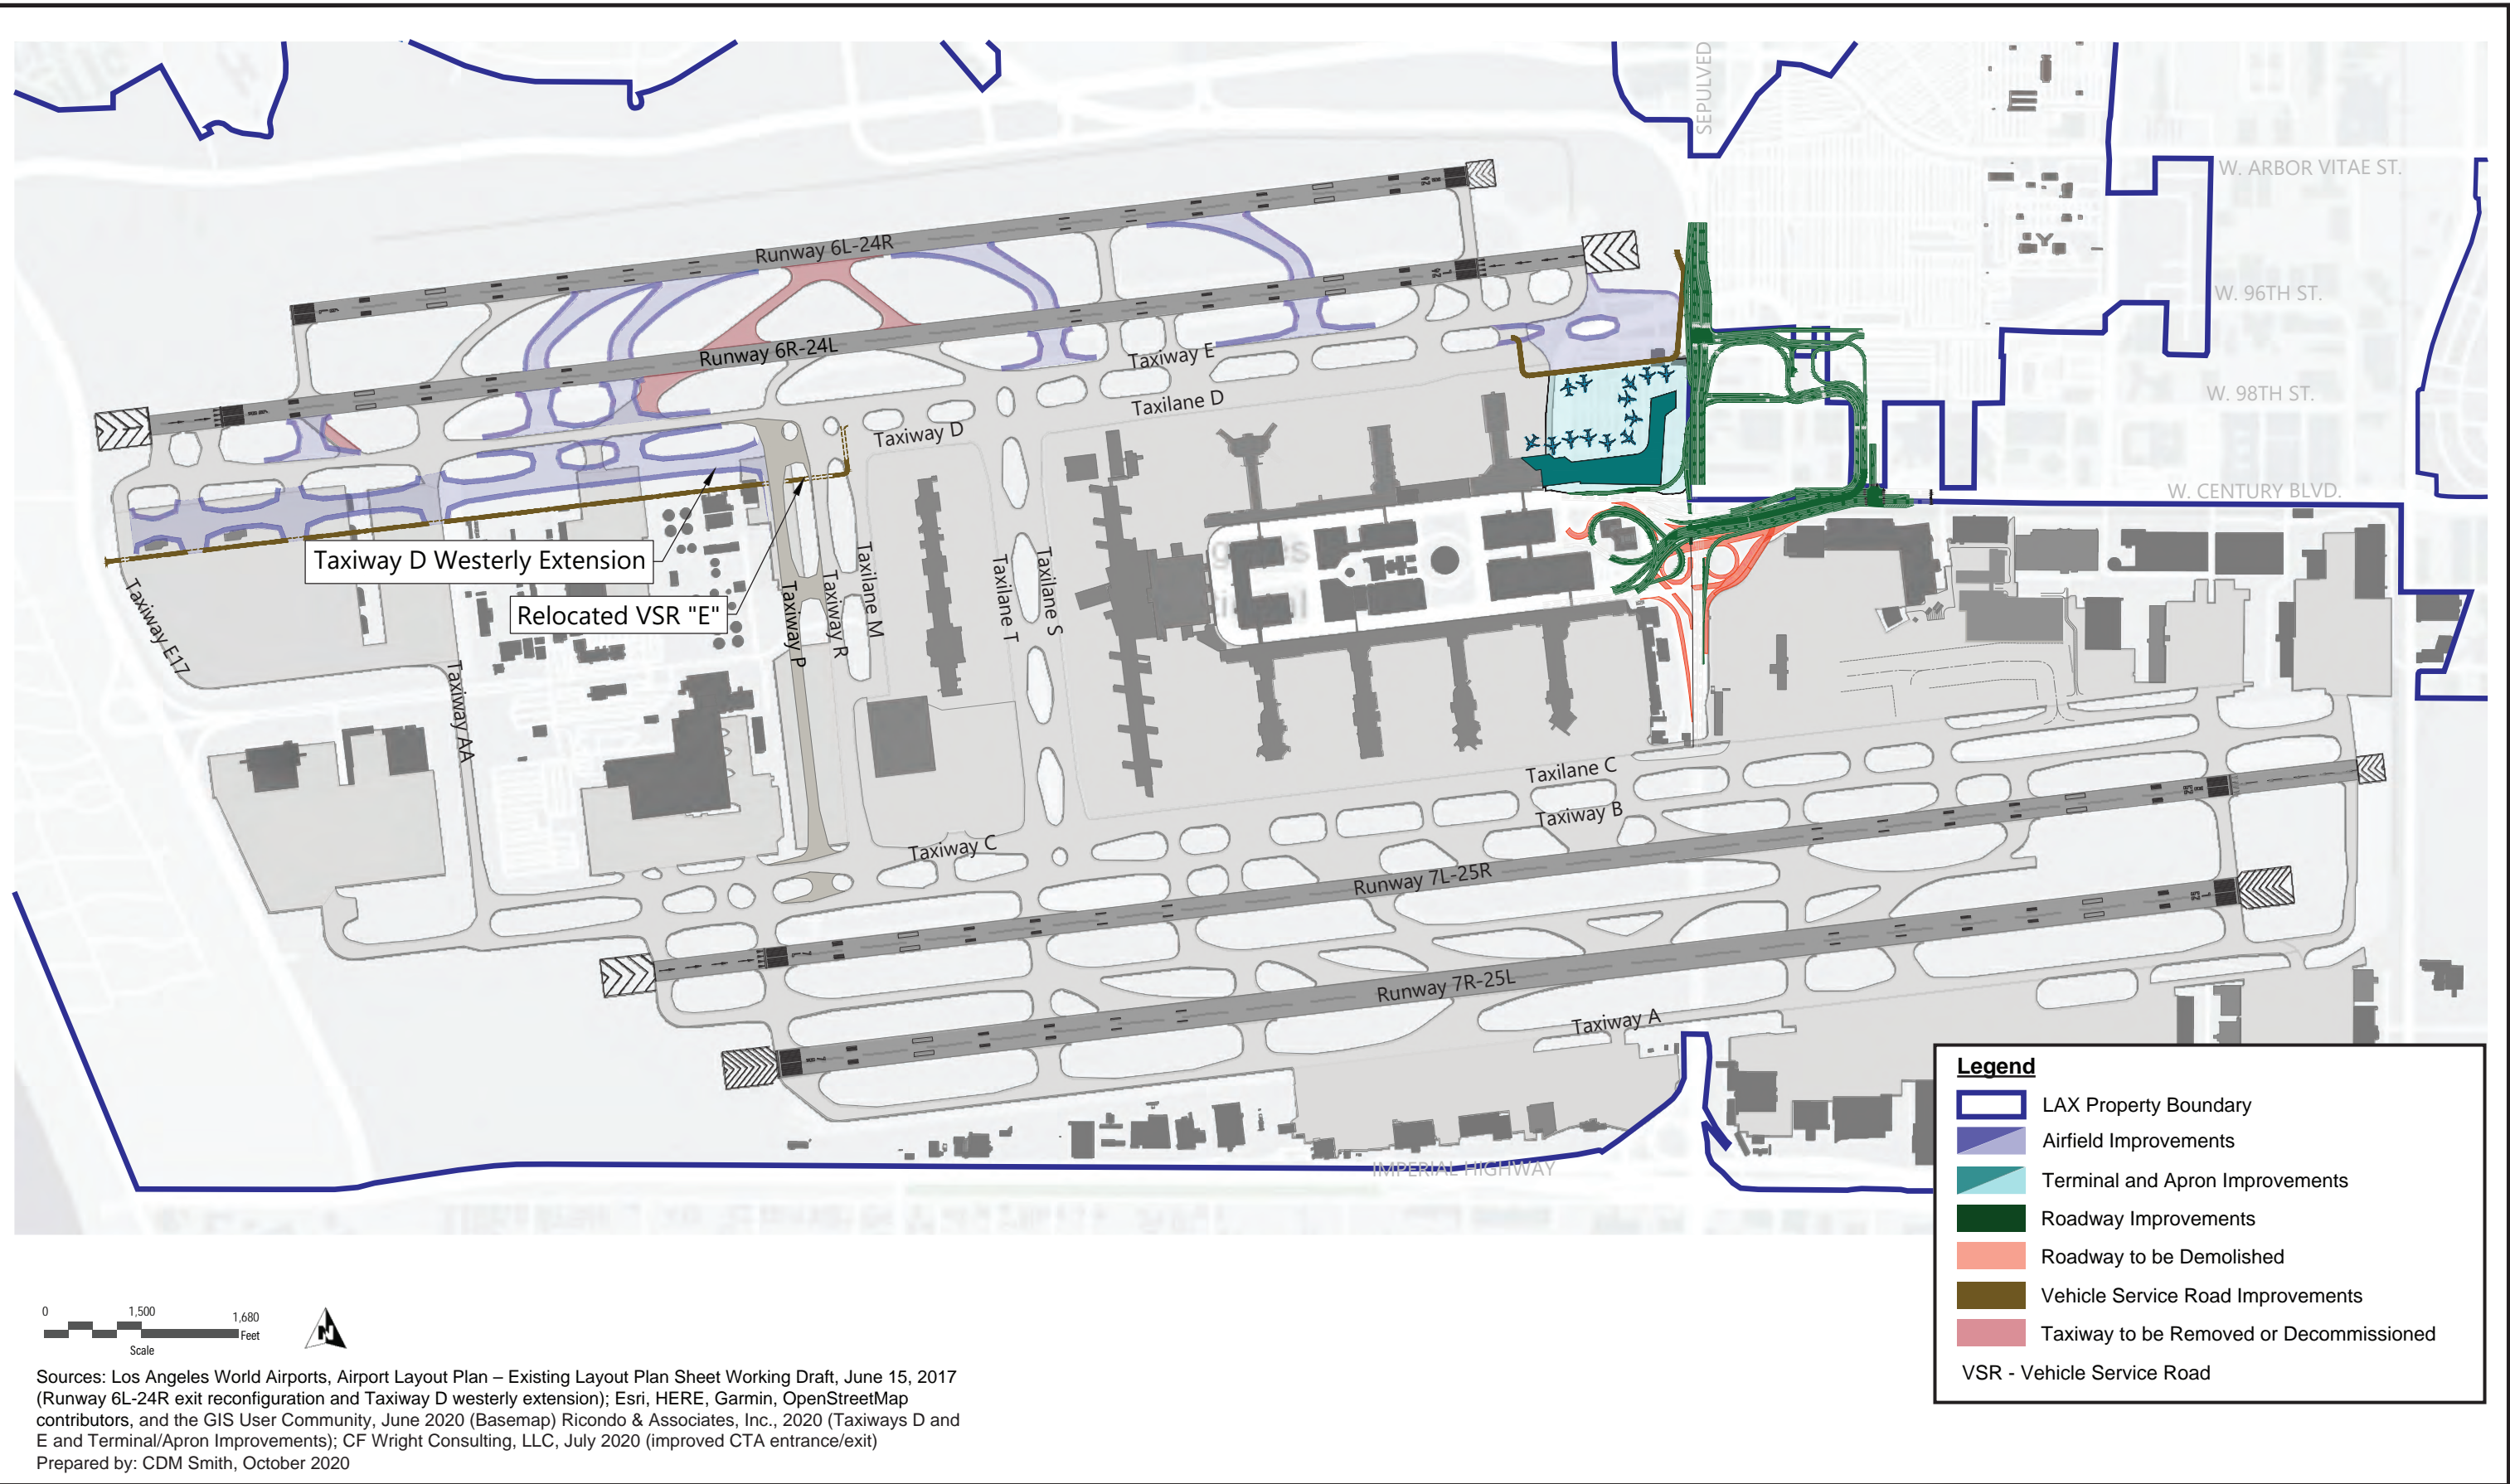 SEPULVED
W. ARBOR VITAE ST.
W. 96TH ST.
W. 98TH ST.
W. CENTURY BLVD.
Runway 6L-24R
Runway 6R-24L
Taxiway E
Taxilane D
Taxiway D
Taxiway D Westerly Extension
Relocated VSR "E"
Taxiway E17
Taxiway AA
Taxiway P
Taxiway R
Taxilane M
Taxilane T
Taxilane S
Taxilane C
Taxiway B
Taxiway C
Runway 7L-25R
Runway 7R-25L
Taxiway A
IMPERIAL HIGHWAY
Legend
LAX Property Boundary
Airfield Improvements
Terminal and Apron Improvements
Roadway Improvements
Roadway to be Demolished
Vehicle Service Road Improvements
Taxiway to be Removed or Decommissioned
VSR - Vehicle Service Road
0 1,500 1,680
Feet
Scale
N
Sources: Los Angeles World Airports, Airport Layout Plan – Existing Layout Plan Sheet Working Draft, June 15, 2017
(Runway 6L-24R exit reconfiguration and Taxiway D westerly extension); Esri, HERE, Garmin, OpenStreetMap
contributors, and the GIS User Community, June 2020 (Basemap) Ricondo & Associates, Inc., 2020 (Taxiways D and
E and Terminal/Apron Improvements); CF Wright Consulting, LLC, July 2020 (improved CTA entrance/exit)
Prepared by: CDM Smith, October 2020